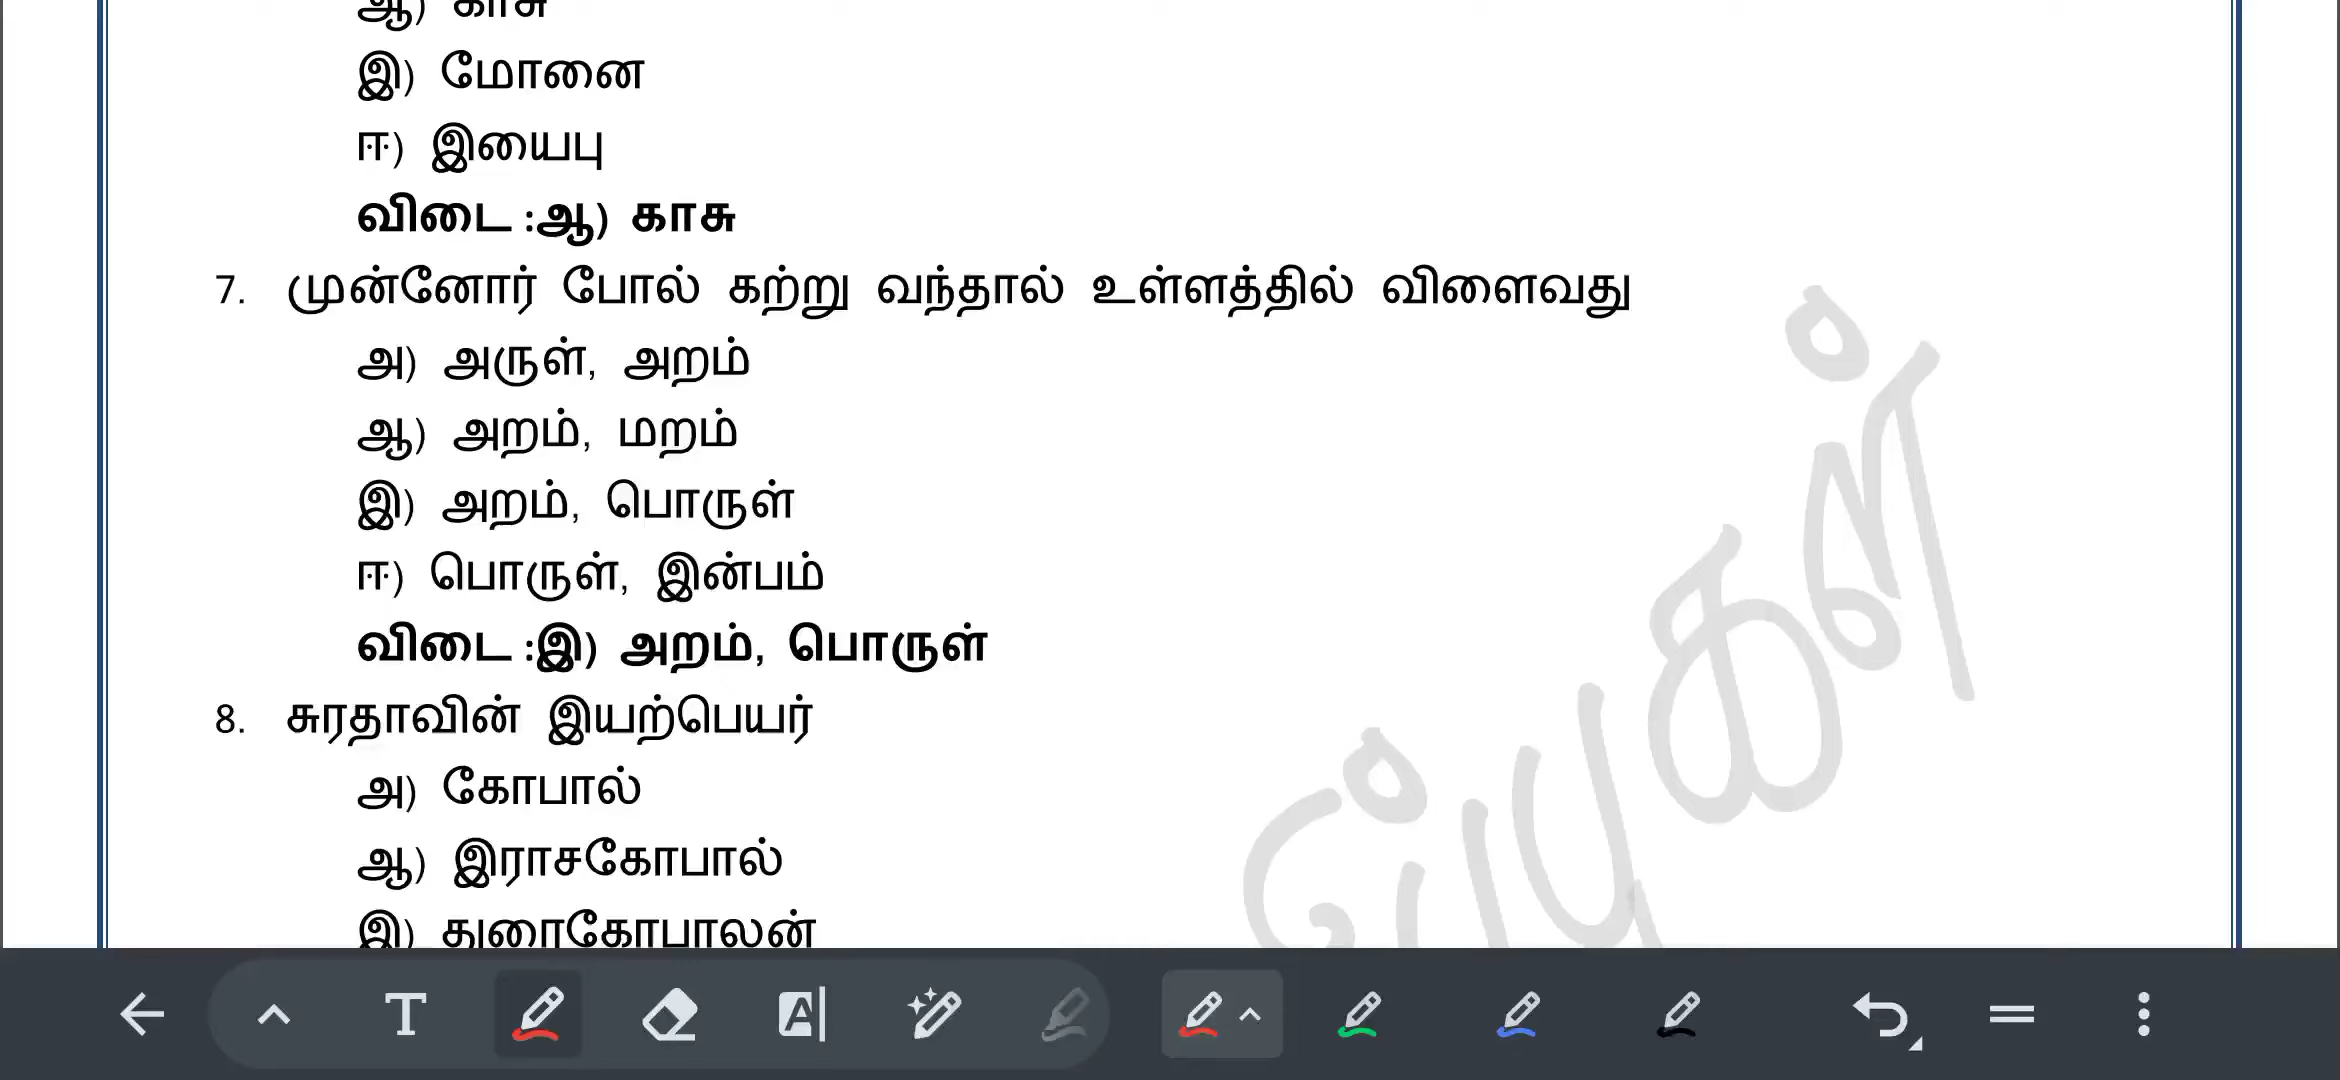 ஆ) காசு
இ) மோனை
ஈ) இயைபு
விடை :ஆ) காசு
7. முன்னோர் போல் கற்று வந்தால் உள்ளத்தில் விளைவது
அ) அருள், அறம்
ஆ) அறம், மறம்
இ) அறம், பொருள்
ஈ) பொருள், இன்பம்
விடை :இ) அறம், பொருள்
8. சுரதாவின் இயற்பெயர்
அ) கோபால்
ஆ) இராசகோபால்
இ) துரைகோபாலன்